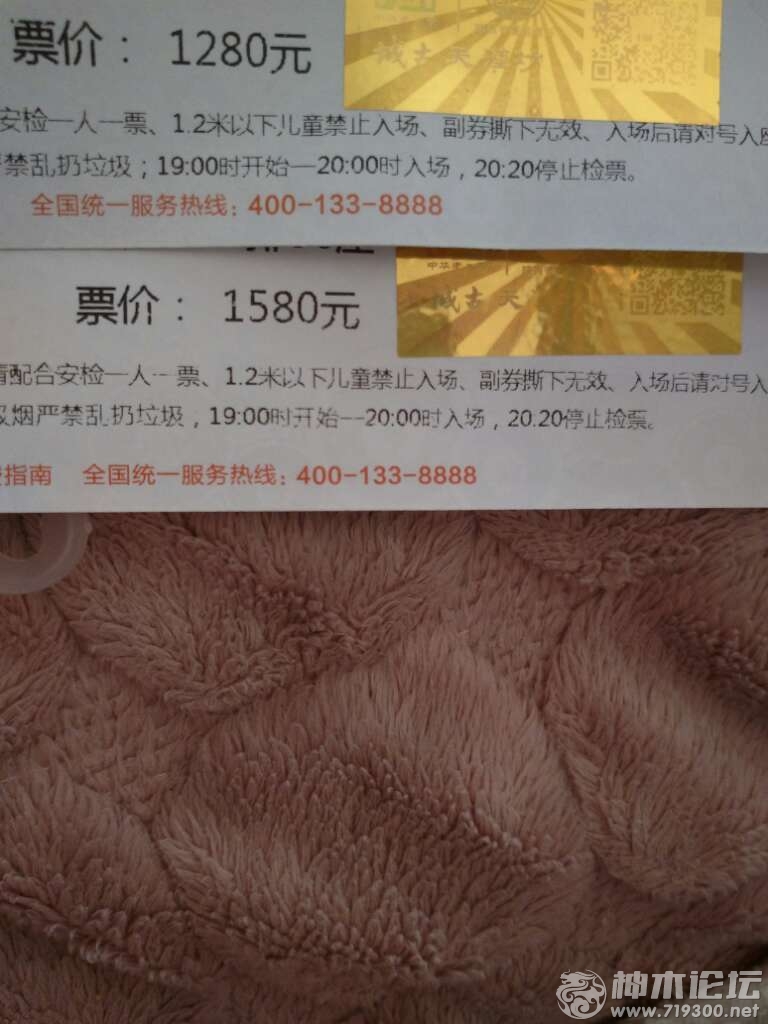 票价： 1280元
安检一人一票、1.2米以下儿童禁止入场、副券撕下无效、入场后请对号入座
严禁乱扔垃圾；19:00时开始—20:00时入场，20:20停止检票。
全国统一服务热线：400-133-8888
票价： 1580元
请配合安检一人一票、1.2米以下儿童禁止入场、副券撕下无效、入场后请对号入
吸烟严禁乱扔垃圾，19:00时开始—20:00时入场，20:20停止检票。
指南 全国统一服务热线：400-133-8888
神木论坛
www.719300.net